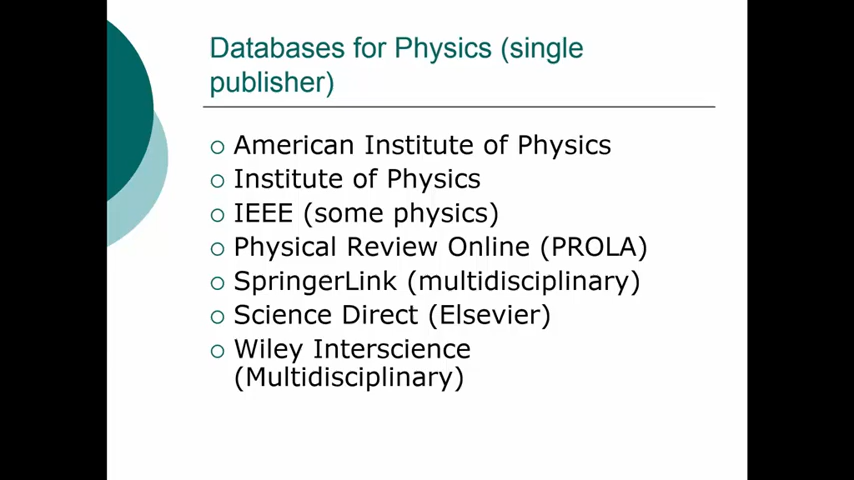 Databases for Physics (single
publisher)
American Institute of Physics
Institute of Physics
IEEE (some physics)
Physical Review Online (PROLA)
SpringerLink (multidisciplinary)
Science Direct (Elsevier)
Wiley Interscience
(Multidisciplinary)